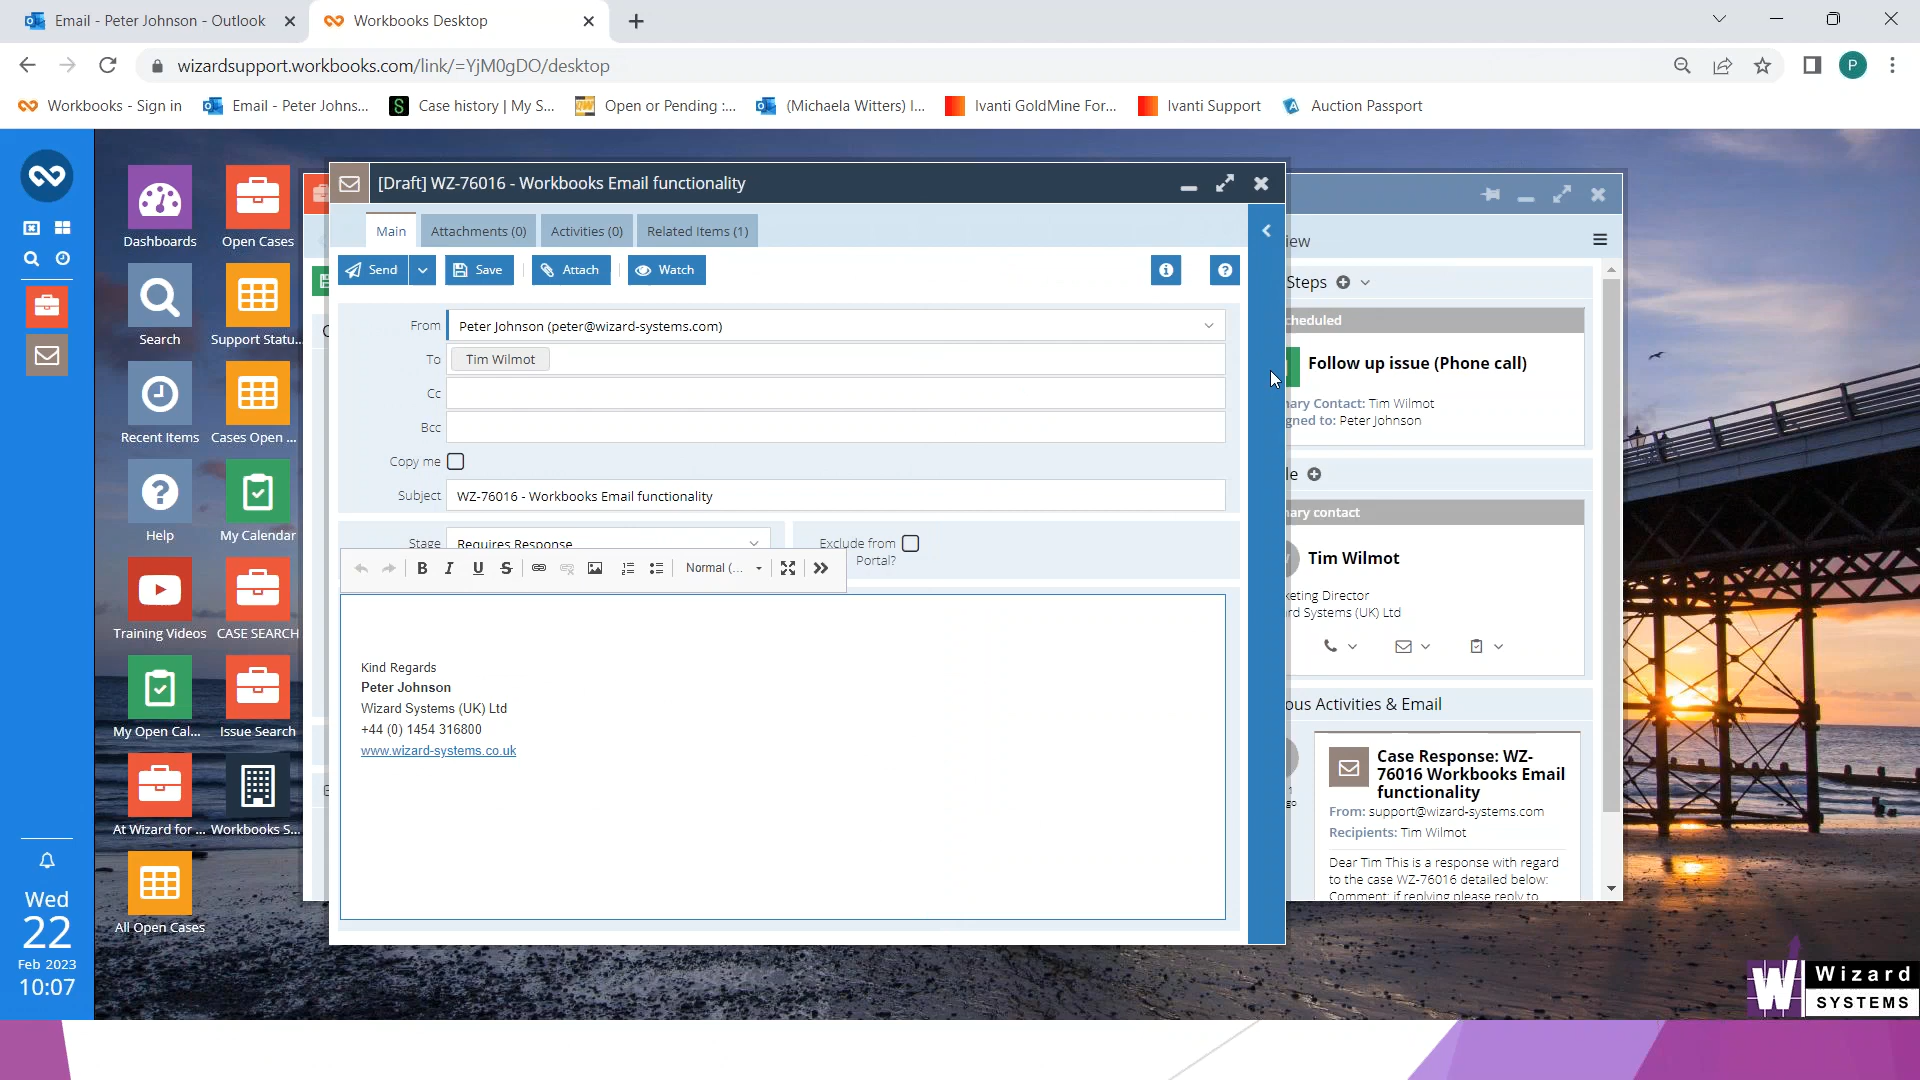 Email - Peter Johnson - Outlook
Workbooks Desktop
wizardsupport.workbooks.com/link/=YjM0gDO/desktop
P
Workbooks - Sign in
Email - Peter Johns...
Case history | My S...
Open or Pending :...
(Michaela Witters) I...
Ivanti GoldMine For...
Ivanti Support
Auction Passport
Dashboards
Open Cases
Search
Support Statu...
Recent Items
Cases Open ...
Help
My Calendar
Training Videos
CASE SEARCH
My Open Cal...
Issue Search
At Wizard for ...
Workbooks S...
All Open Cases
Wed
22
Feb 2023
10:07
[Draft] WZ-76016 - Workbooks Email functionality
Main
Attachments (0)
Activities (0)
Related Items (1)
Send
Save
Attach
Watch
From
Peter Johnson (peter@wizard-systems.com)
To
Tim Wilmot
Cc
Bcc
Copy me
Subject
WZ-76016 - Workbooks Email functionality
Stage
Requires Response
Exclude from
Portal?
B I U S
Normal (...
Kind Regards
Peter Johnson
Wizard Systems (UK) Ltd
+44 (0) 1454 316800
www.wizard-systems.co.uk
iew
Steps
cheduled
Follow up issue (Phone call)
ary Contact: Tim Wilmot
gned to: Peter Johnson
le
ary contact
Tim Wilmot
keting Director
rd Systems (UK) Ltd
ous Activities & Email
Case Response: WZ-
76016 Workbooks Email
functionality
From: support@wizard-systems.com
Recipients: Tim Wilmot
Dear Tim This is a response with regard
to the case WZ-76016 detailed below:
Comment: if replying please reply to
Wizard
SYSTEMS